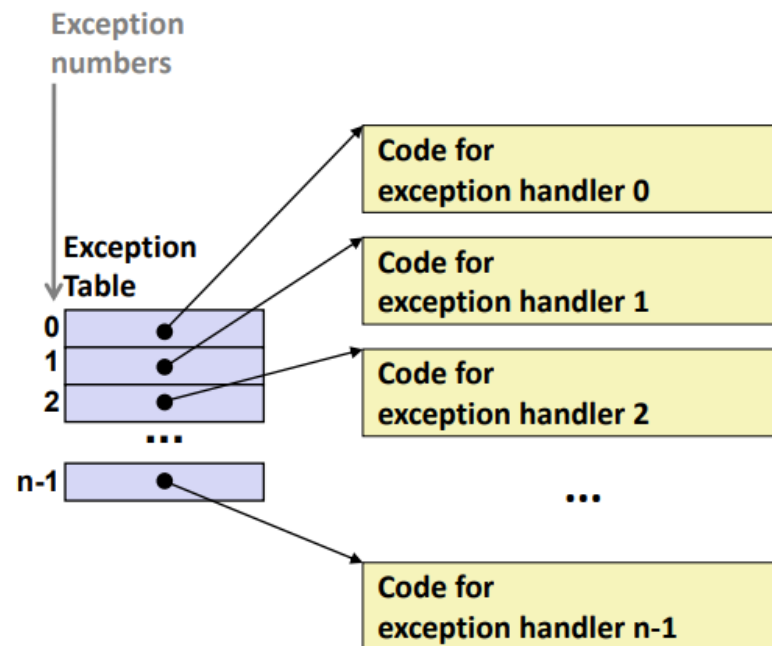 Exception
numbers
Code for
exception handler 0
Exception
Table
Code for
exception handler 1
0
1
2
Code for
exception handler 2
...
n-1
...
Code for
exception handler n-1